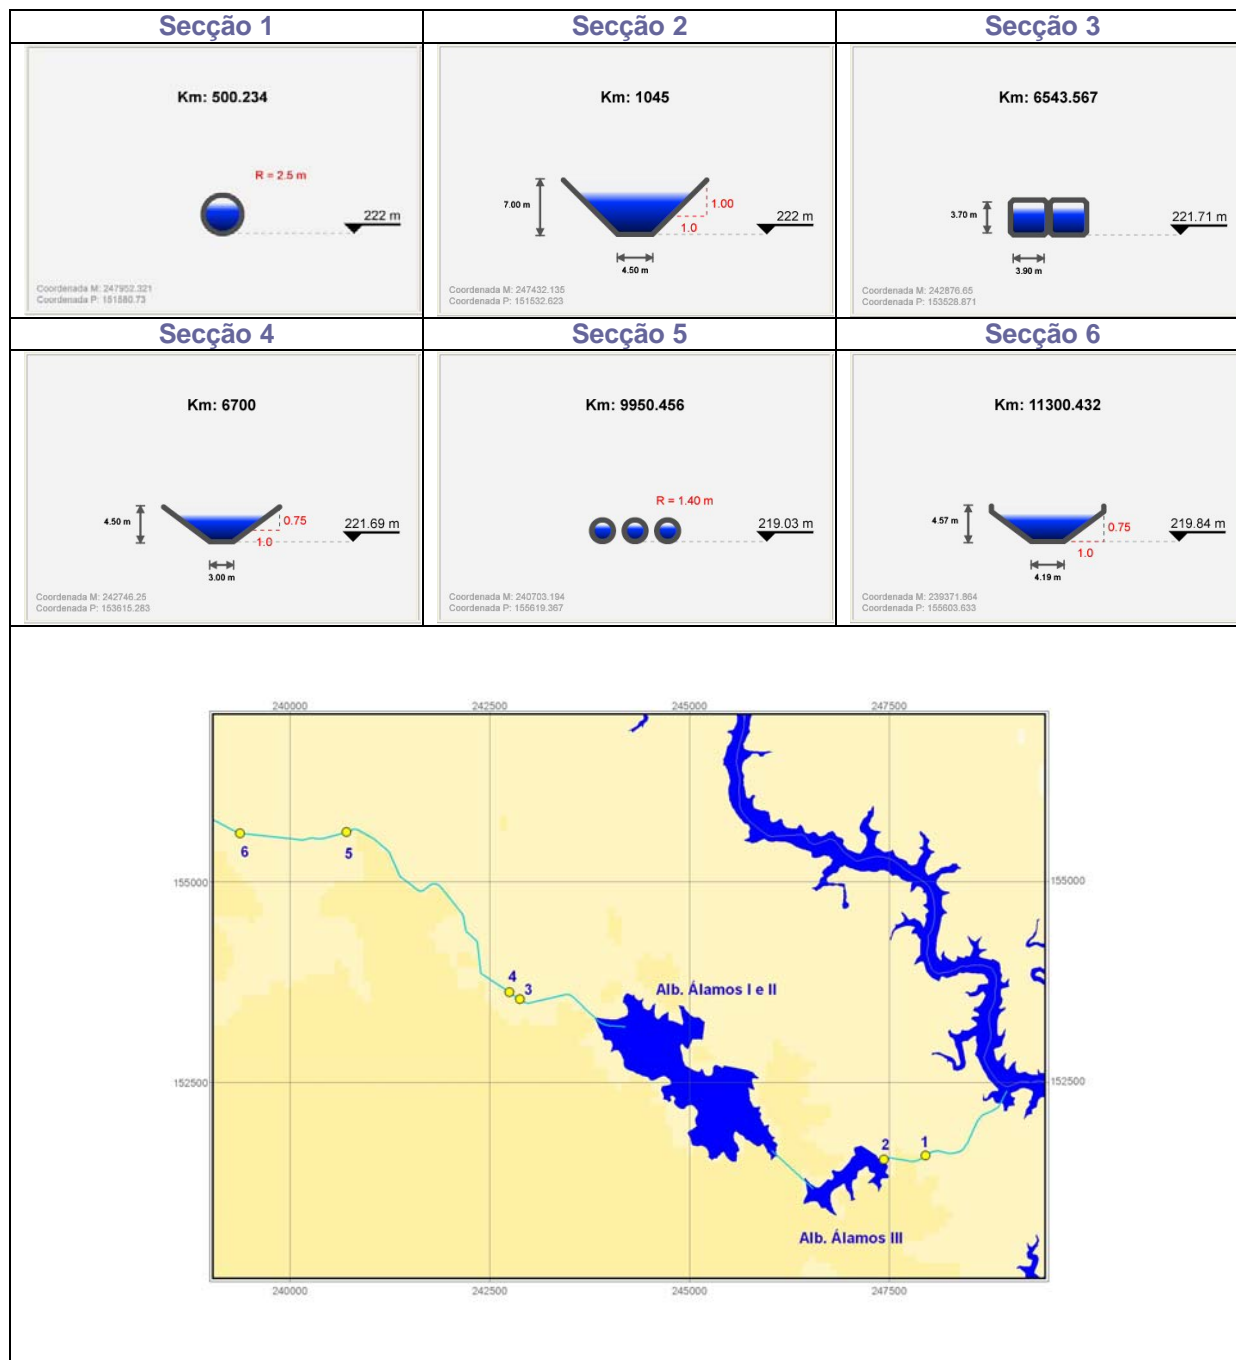 Secção 1
Secção 2
Secção 3
Km: 500.234
R = 2.5 m
222 m
Coordenada M: 247952.321
Coordenada P: 151580.73
Km: 1045
7.00 m
1.00
1.0
222 m
4.50 m
Coordenada M: 247432.135
Coordenada P: 151532.623
Km: 6543.567
3.70 m
221.71 m
3.90 m
Coordenada M: 242876.65
Coordenada P: 153528.871
Secção 4
Secção 5
Secção 6
Km: 6700
4.50 m
0.75
1.0
221.69 m
3.00 m
Coordenada M: 242746.25
Coordenada P: 153615.283
Km: 9950.456
R = 1.40 m
219.03 m
Coordenada M: 240703.194
Coordenada P: 155619.367
Km: 11300.432
4.57 m
0.75
1.0
219.84 m
4.19 m
Coordenada M: 239371.864
Coordenada P: 155603.633
240000
242500
245000
247500
6
5
155000
155000
4
3
Alb. Álamos I e II
152500
152500
2
1
Alb. Álamos III
240000
242500
245000
247500